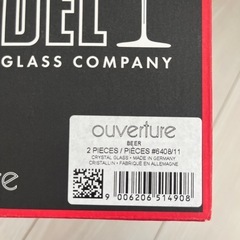 DEL
GLASS COMPANY
ouverture
BEER
2 PIECES / PIÈCES #6408/11
CRYSTAL GLASS • MADE IN GERMANY
CRISTALLIN • FABRIQUÉ EN ALLEMAGNE
9 006206 514908
re